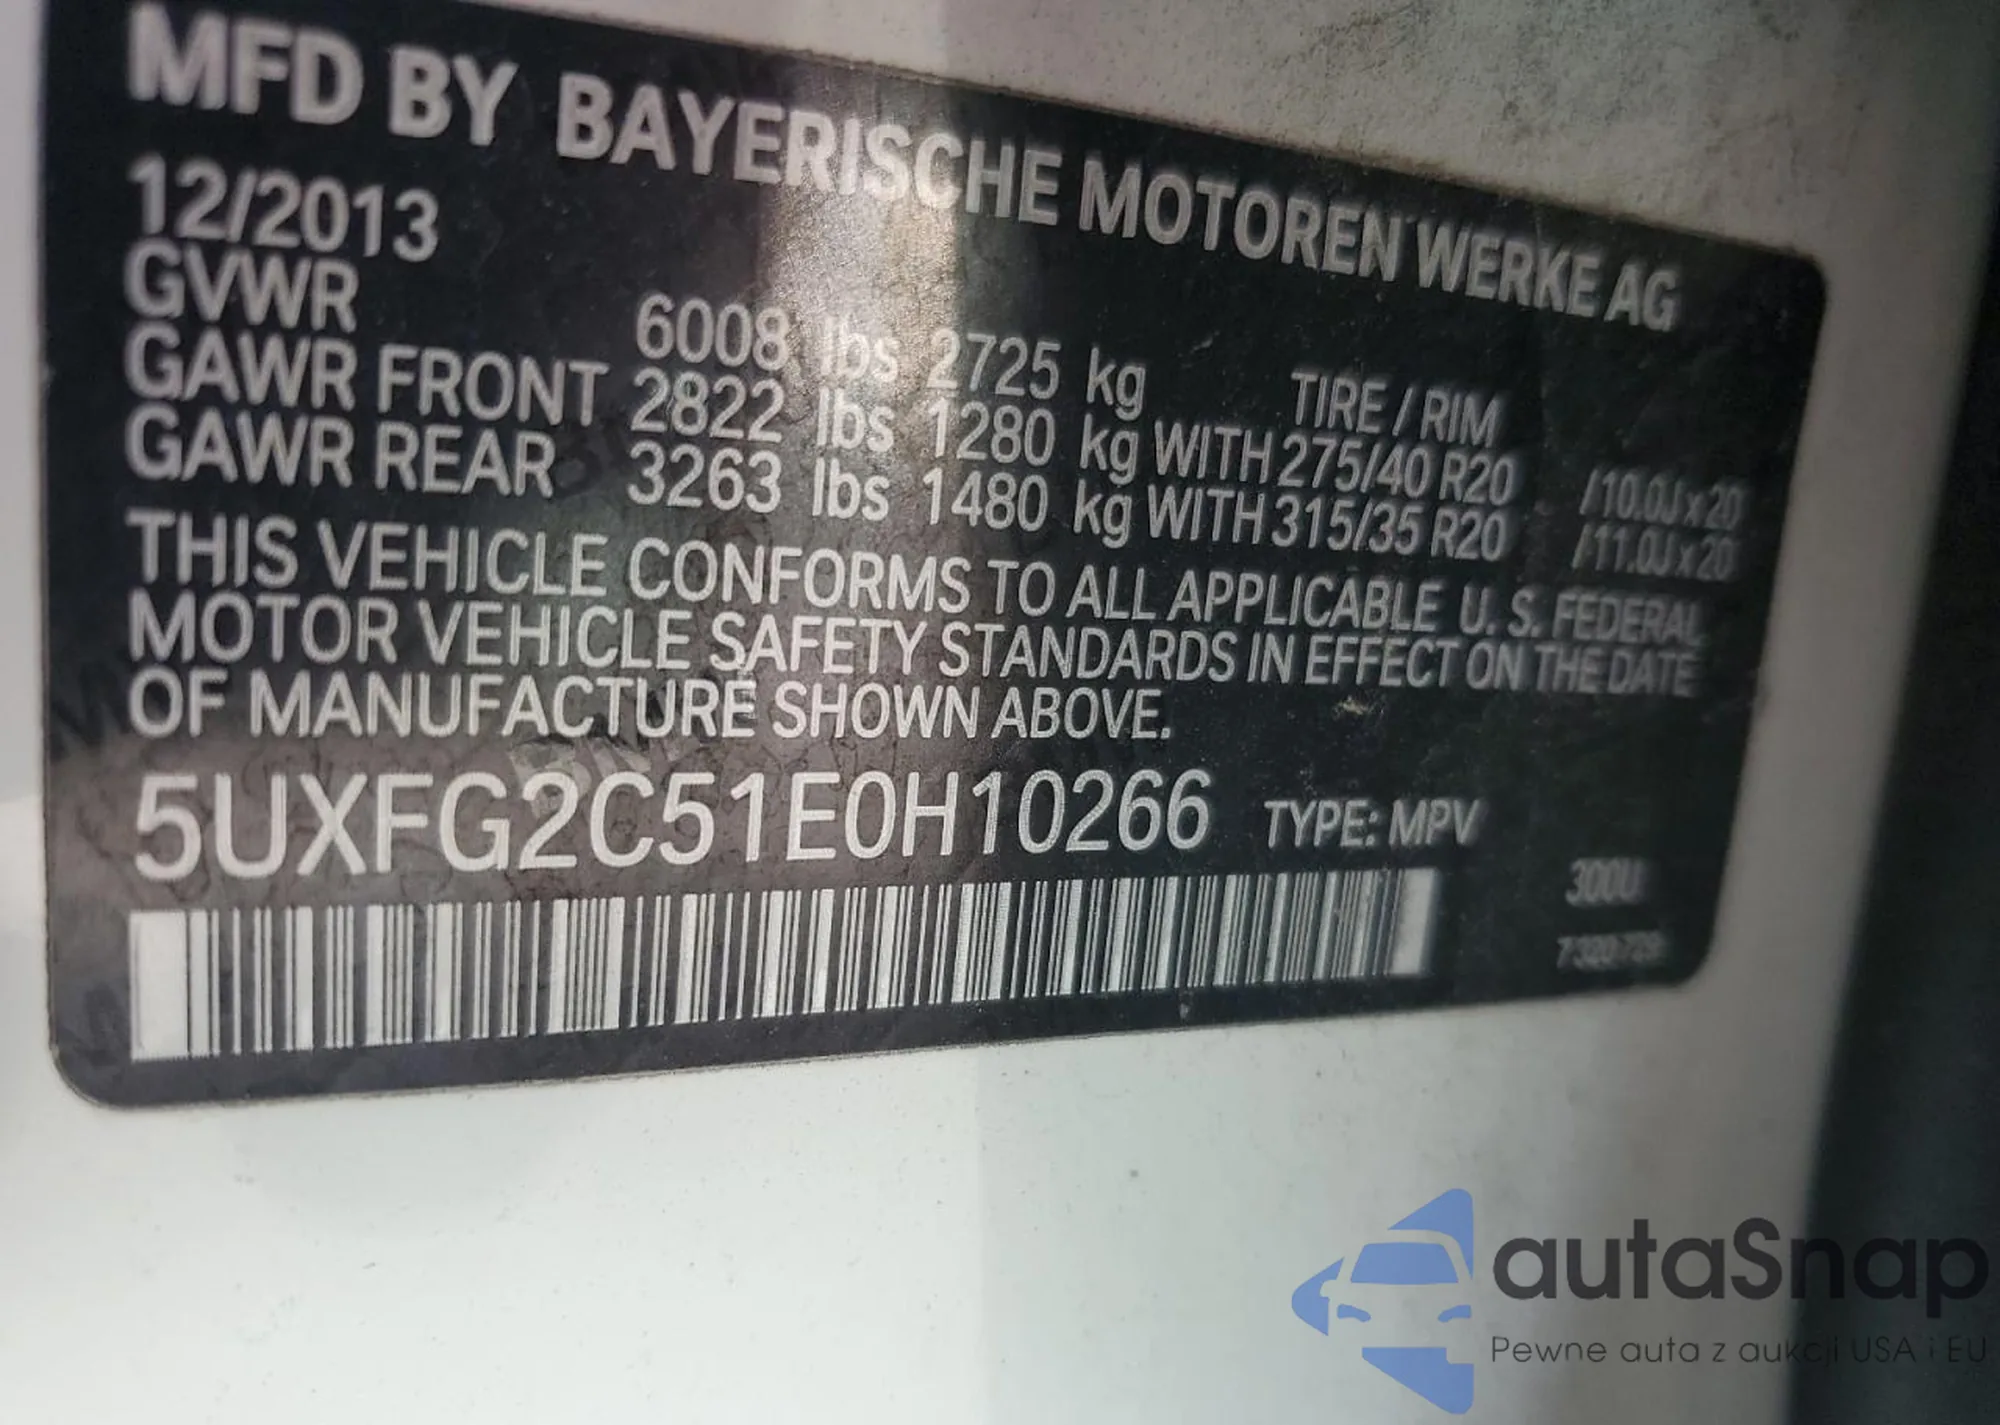 MFD BY BAYERISCHE MOTOREN WERKE AG
12/2013
GVWR 6008 lbs 2725 kg TIRE / RIM
GAWR FRONT 2822 lbs 1280 kg WITH 275/40 R20 /10.0J x 20
GAWR REAR 3263 lbs 1480 kg WITH 315/35 R20 /11.0J x 20
THIS VEHICLE CONFORMS TO ALL APPLICABLE U. S. FEDERAL
MOTOR VEHICLE SAFETY STANDARDS IN EFFECT ON THE DATE
OF MANUFACTURE SHOWN ABOVE.
5UXFG2C51E0H10266 TYPE: MPV
300U
autaSnap
Pewne auta z aukcji USA i EU